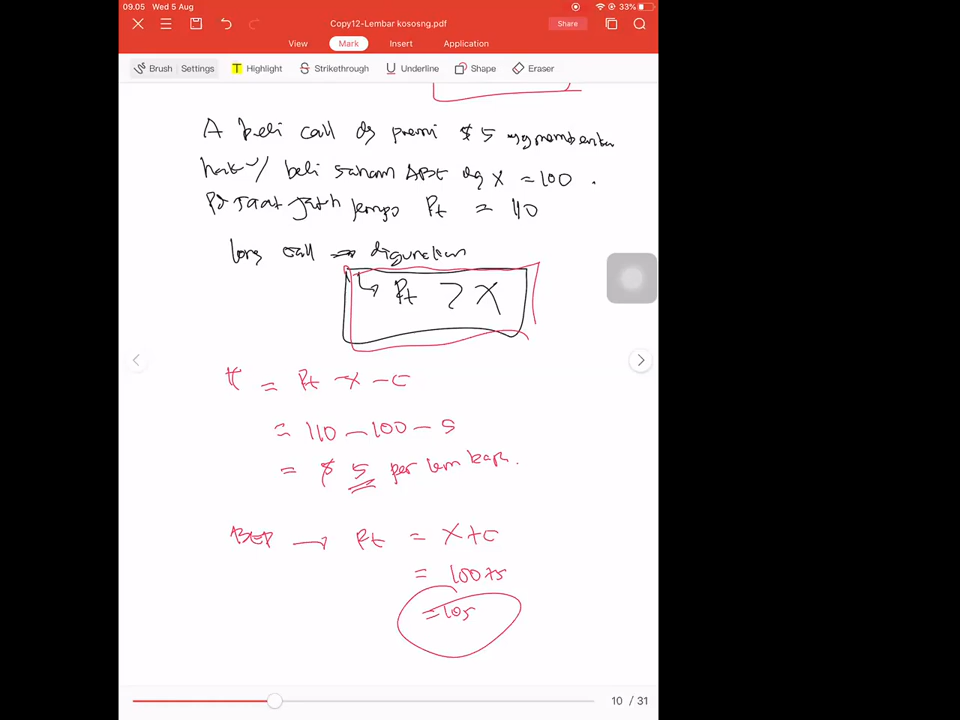 09.05 Wed 5 Aug
33%
Copy12-Lembar kososng.pdf
Share
View Mark Insert Application
Brush Settings T Highlight S Strikethrough U Underline Shape Eraser
A beli call dg premi $ 5 yg memberikan
hak u/ beli saham ABC dg X = 100 .
Pd saat jatuh tempo Pt = 110
long call → digunakan
Pt > X
π = Pt - X - C
= 110 - 100 - 5
= $ 5 per lembar.
BEP → Pt = X + C
= 100+5
= 105
10 / 31